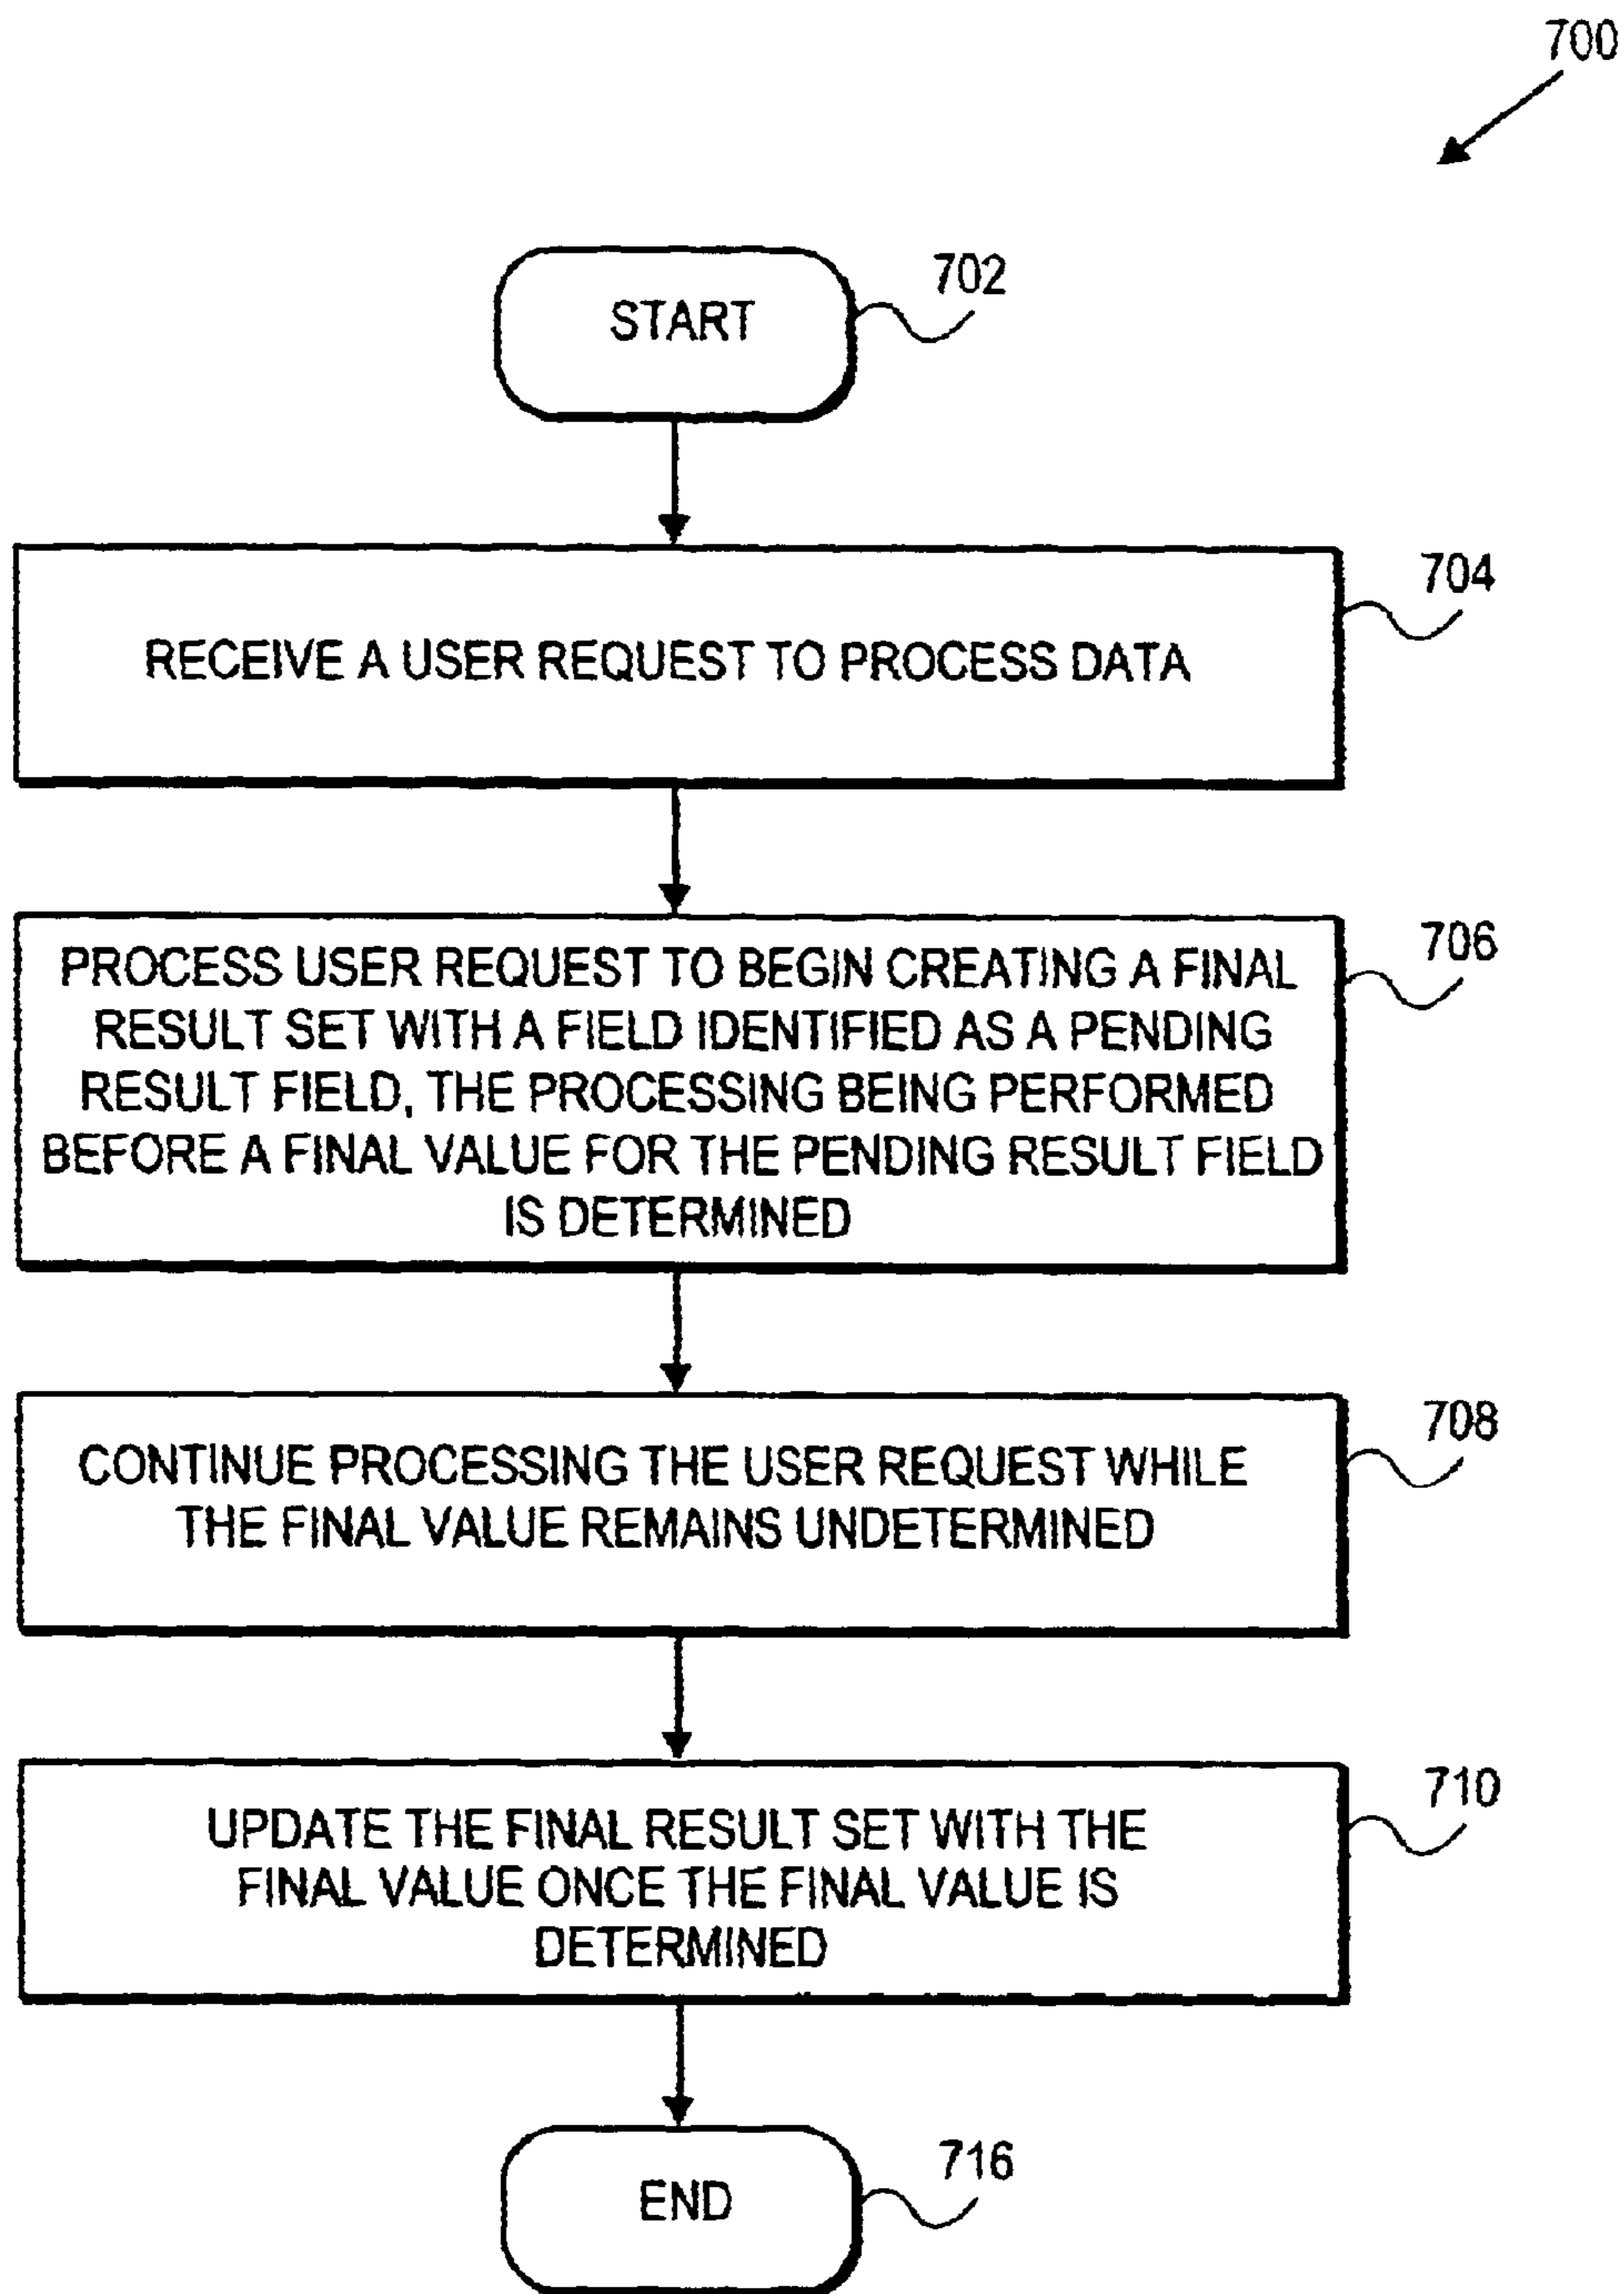 700
START
702
704
RECEIVE A USER REQUEST TO PROCESS DATA
706
PROCESS USER REQUEST TO BEGIN CREATING A FINAL
RESULT SET WITH A FIELD IDENTIFIED AS A PENDING
RESULT FIELD, THE PROCESSING BEING PERFORMED
BEFORE A FINAL VALUE FOR THE PENDING RESULT FIELD
IS DETERMINED
708
CONTINUE PROCESSING THE USER REQUEST WHILE
THE FINAL VALUE REMAINS UNDETERMINED
710
UPDATE THE FINAL RESULT SET WITH THE
FINAL VALUE ONCE THE FINAL VALUE IS
DETERMINED
716
END